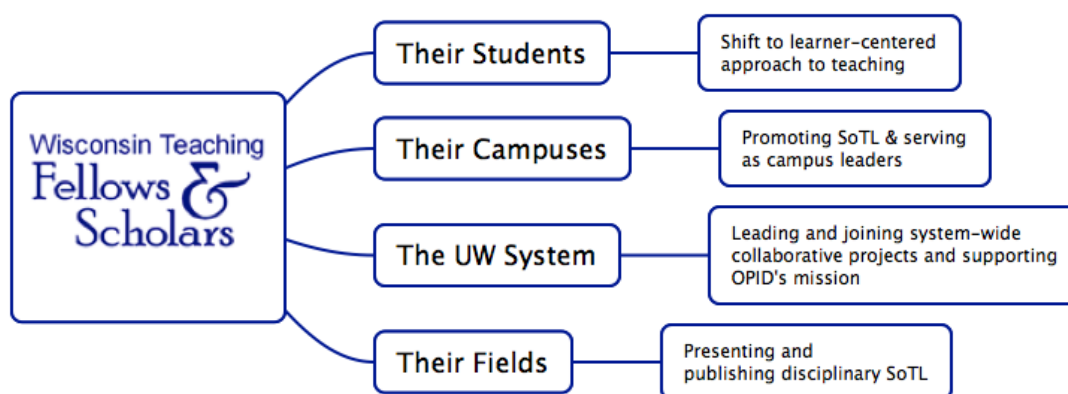 Wisconsin Teaching
Fellows &
Scholars
Their Students
Shift to learner-centered
approach to teaching
Their Campuses
Promoting SoTL & serving
as campus leaders
The UW System
Leading and joining system-wide
collaborative projects and supporting
OPID's mission
Their Fields
Presenting and
publishing disciplinary SoTL